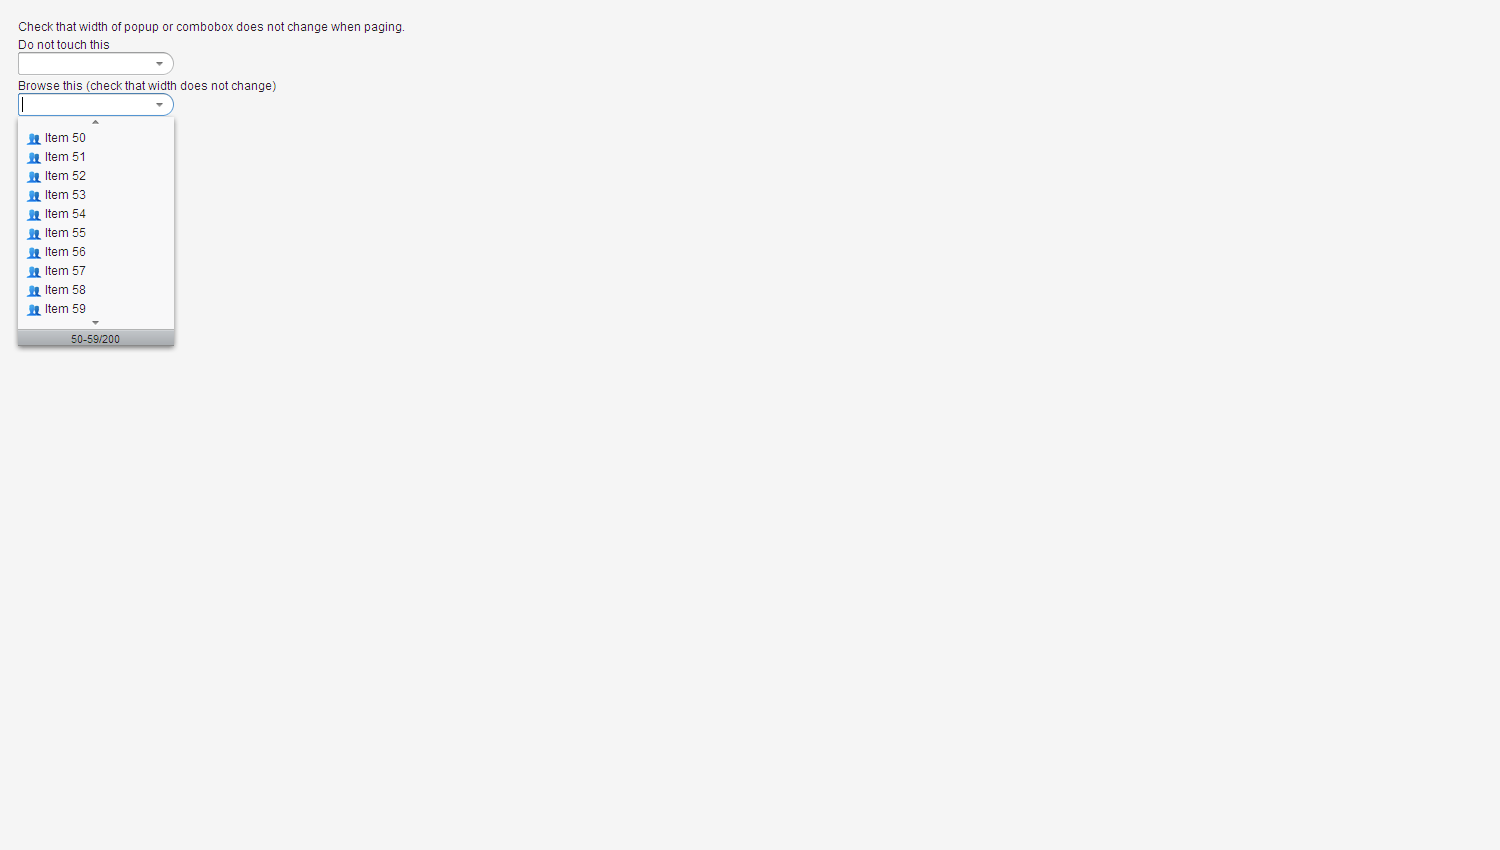 Check that width of popup or combobox does not change when paging.
Do not touch this
Browse this (check that width does not change)
Item 50
Item 51
Item 52
Item 53
Item 54
Item 55
Item 56
Item 57
Item 58
Item 59
50-59/200